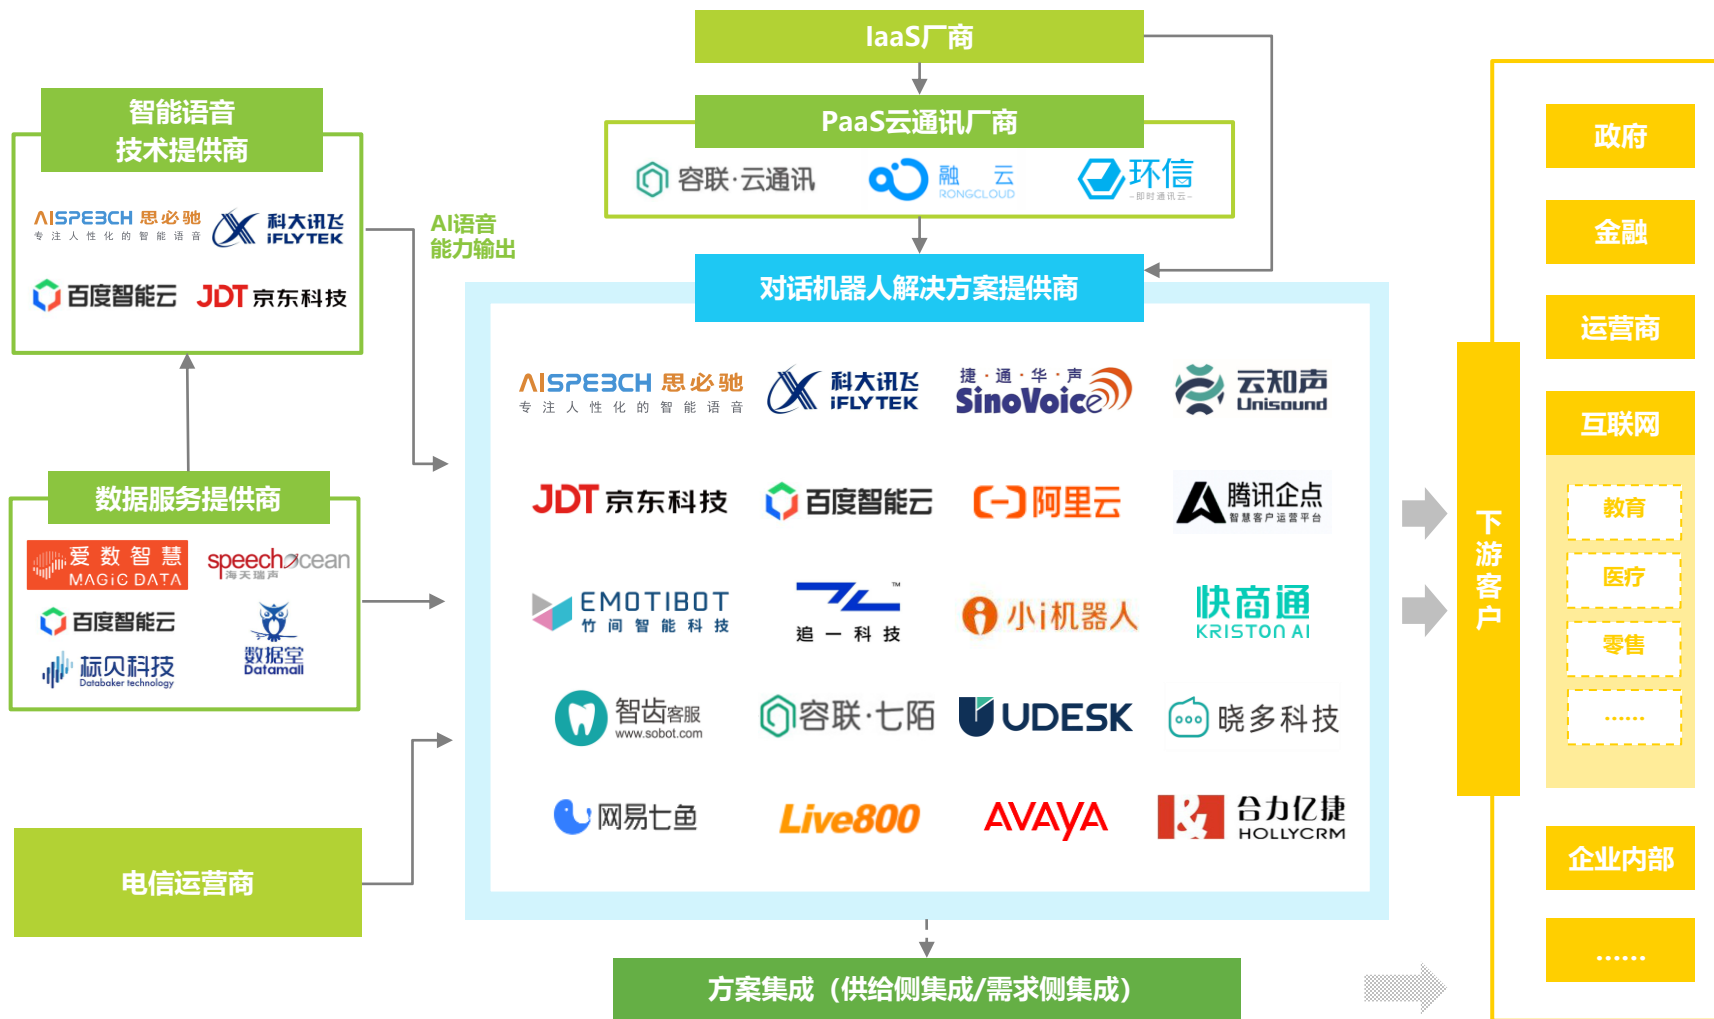 IaaS厂商
PaaS云通讯厂商
容联·云通讯
融 云
RONGCLOUD
环信
–即时通讯云–
智能语音
技术提供商
AISPEECH 思必驰
专注人性化的智能语音
科大讯飞
iFLYTEK
百度智能云
JDT 京东科技
AI语音
能力输出
数据服务提供商
爱数智慧
MAGiC DATA
speechocean
海天瑞声
百度智能云
数据堂
Datamall
标贝科技
Databaker technology
电信运营商
对话机器人解决方案提供商
AISPEECH 思必驰
专注人性化的智能语音
科大讯飞
iFLYTEK
捷·通·华·声
SinoVoice
云知声
Unisound
JDT 京东科技
百度智能云
阿里云
腾讯企点
智慧客户运营平台
EMOTIBOT
竹间智能科技
追一科技
TM
小i机器人
快商通
KRISTON AI
智齿客服
www.sobot.com
容联·七陌
UDESK
晓多科技
网易七鱼
Live800
AVAYA
合力亿捷
HOLLYCRM
方案集成（供给侧集成/需求侧集成）
下游客户
政府
金融
运营商
互联网
教育
医疗
零售
……
企业内部
……